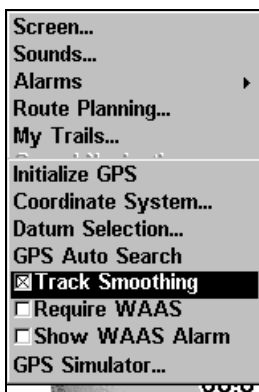 Screen...
Sounds...
Alarms
Route Planning...
My Trails...
Initialize GPS
Coordinate System...
Datum Selection...
GPS Auto Search
Track Smoothing
Require WAAS
Show WAAS Alarm
GPS Simulator...